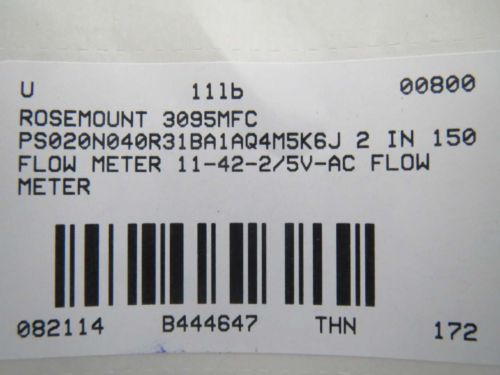 U 11lb 00800
ROSEMOUNT 3095MFC
PS020N040R31BA1AQ4M5K6J 2 IN 150
FLOW METER 11-42-2/5V-AC FLOW
METER
082114 B444647 THN 172